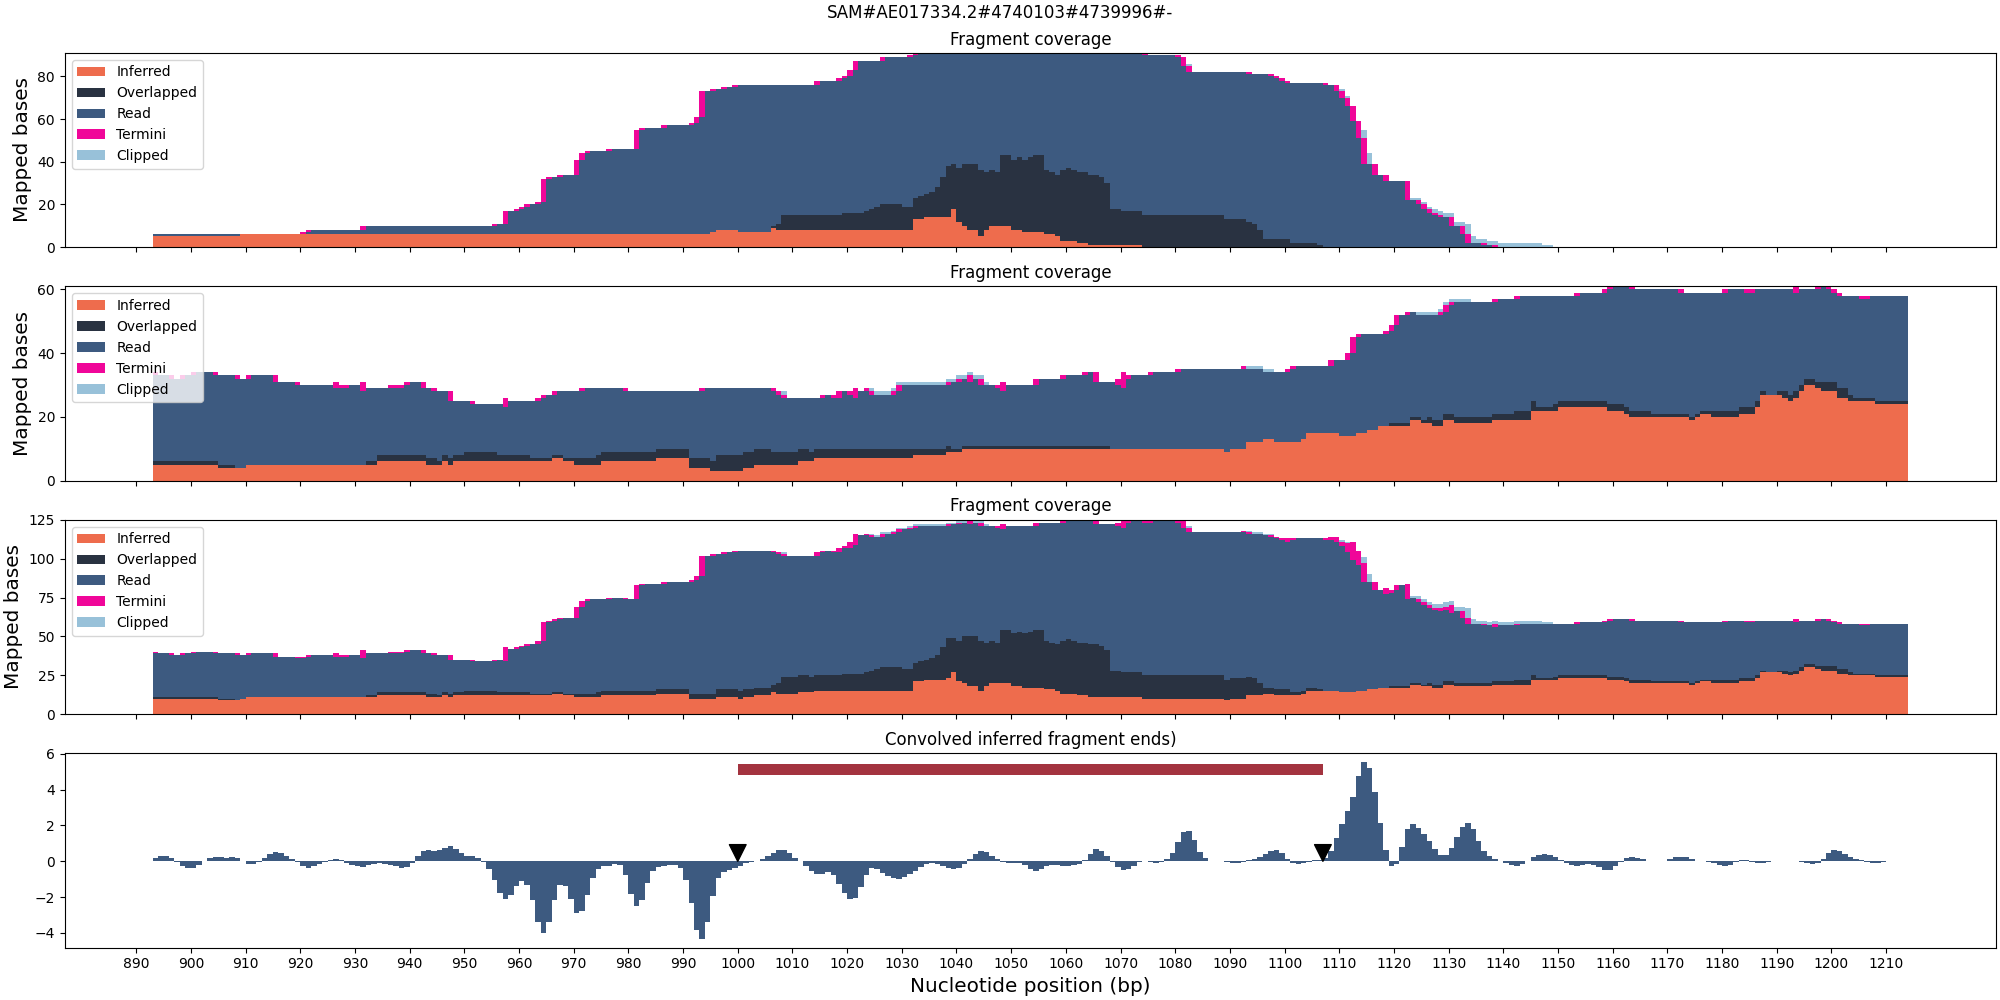 SAM#AE017334.2#4740103#4739996#-
Fragment coverage
Mapped bases
80
60
40
20
0
Inferred
Overlapped
Read
Termini
Clipped
Fragment coverage
Mapped bases
60
40
20
0
Inferred
Overlapped
Read
Termini
Clipped
Fragment coverage
Mapped bases
125
100
75
50
25
0
Inferred
Overlapped
Read
Termini
Clipped
Convolved inferred fragment ends)
6
4
2
0
−2
−4
890 900 910 920 930 940 950 960 970 980 990 1000 1010 1020 1030 1040 1050 1060 1070 1080 1090 1100 1110 1120 1130 1140 1150 1160 1170 1180 1190 1200 1210
Nucleotide position (bp)